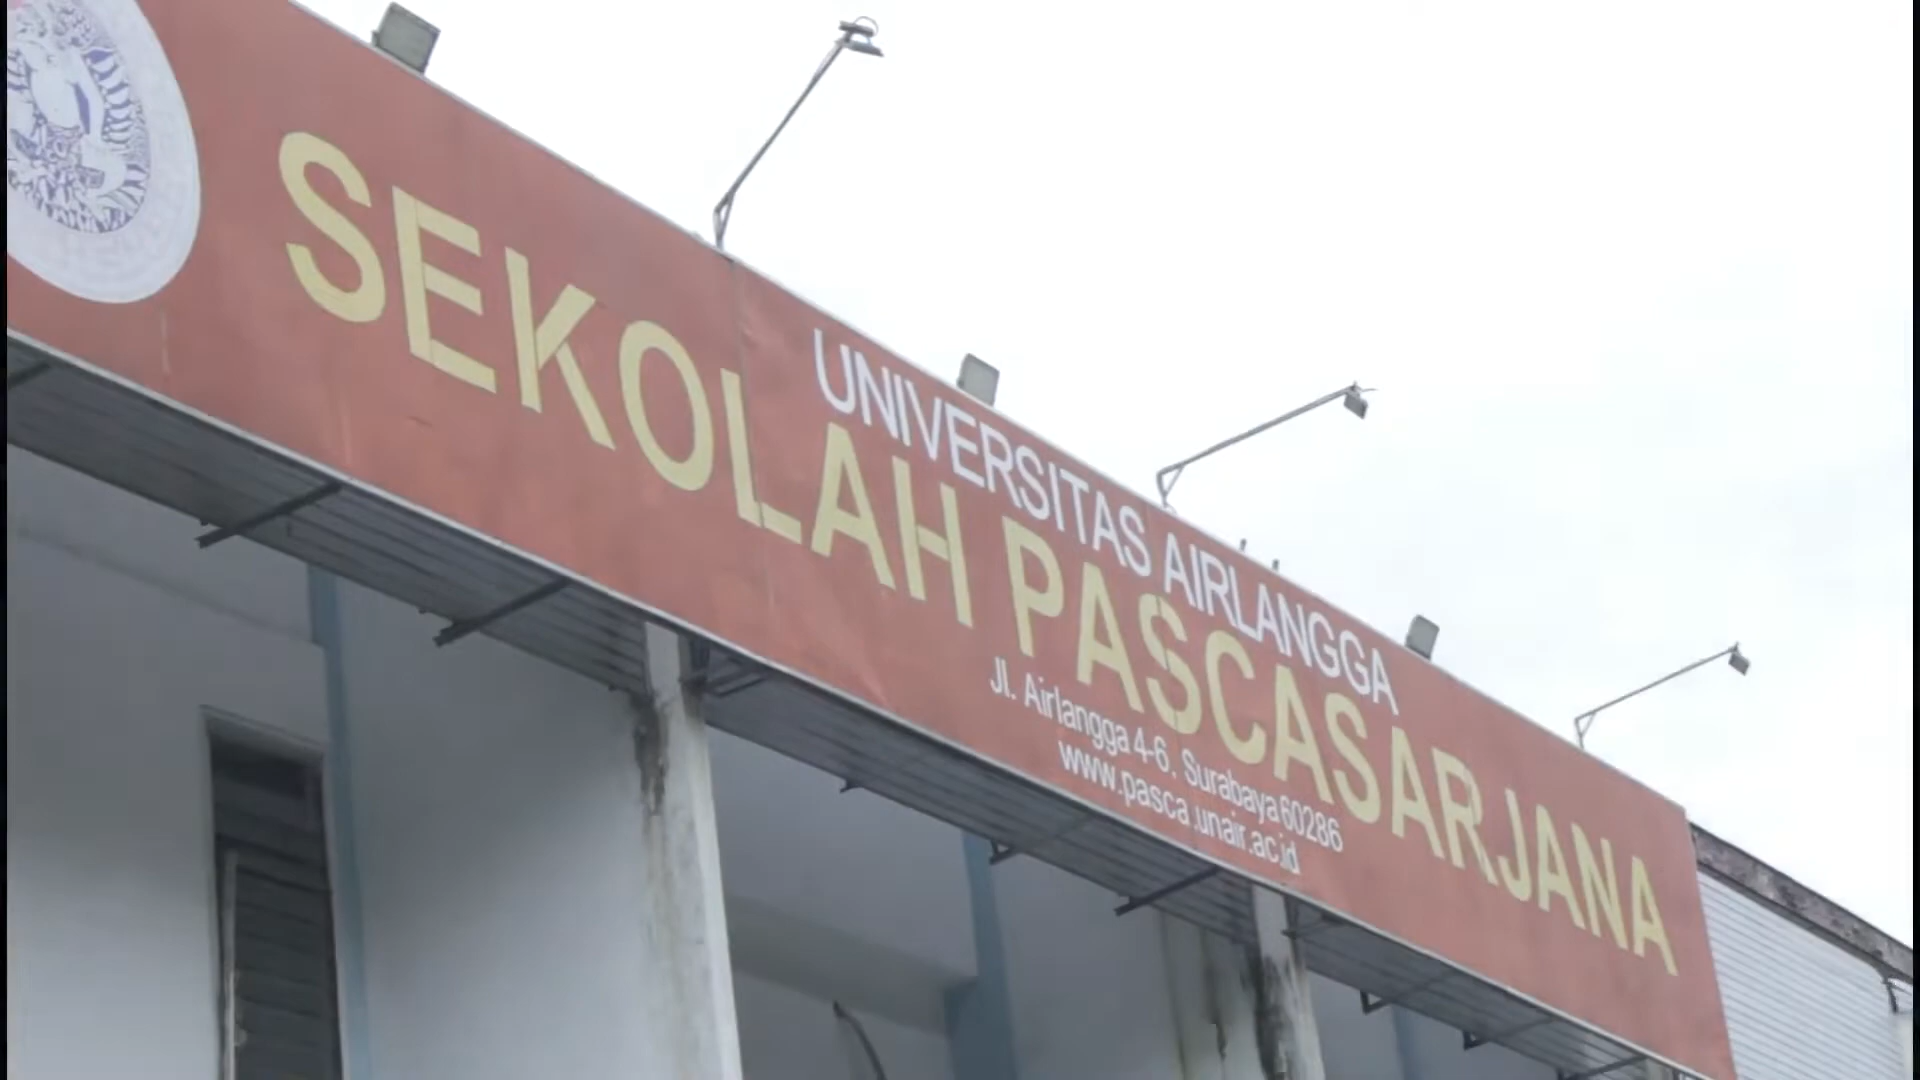 UNIVERSITAS AIRLANGGA
SEKOLAH PASCASARJANA
Jl. Airlangga 4-6. Surabaya 60286
www.pasca.unair.ac.id